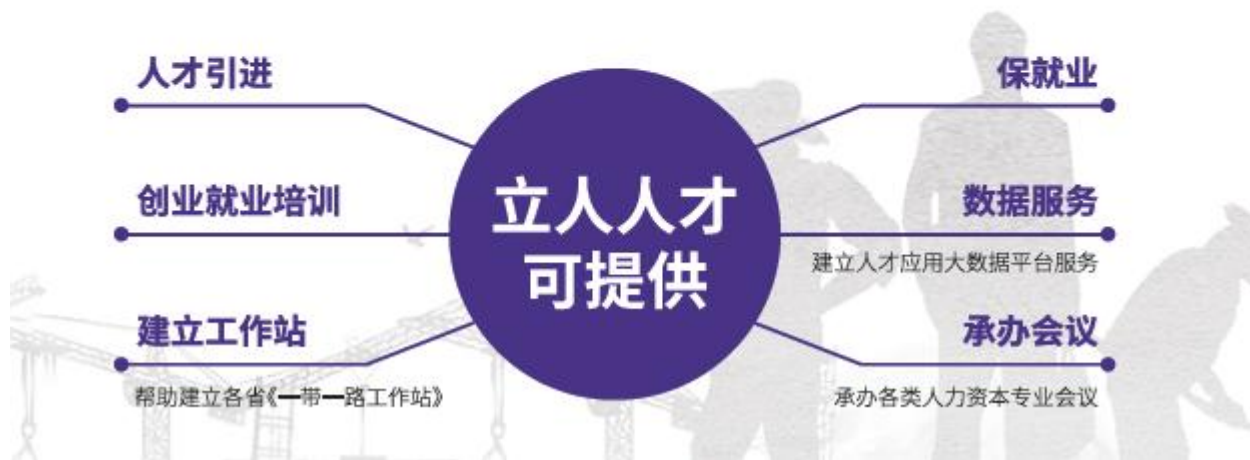 人才引进
创业就业培训
建立工作站
帮助建立各省《一带一路工作站》
立人人才
可提供
保就业
数据服务
建立人才应用大数据平台服务
承办会议
承办各类人力资本专业会议